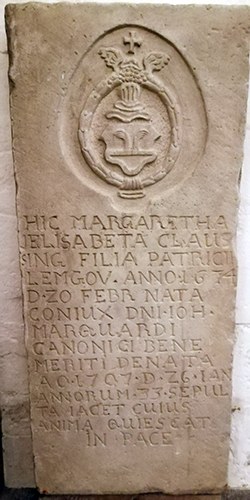 HIC MARGARETHA
ELISABETA CLAUS
SING FILIA PATRICII
LEMGOV. ANNO. 1674
D. 20 FEBR NATA
CONIUX DNI. IOH.
MARQUARDI
CANONICI BENE
MERITI DENATA
AO. 1707. D. 26. IAN
ANNORUM. 33. SEPUL
TA IACET CUIUS
ANIMA QUIESCAT
IN PACE